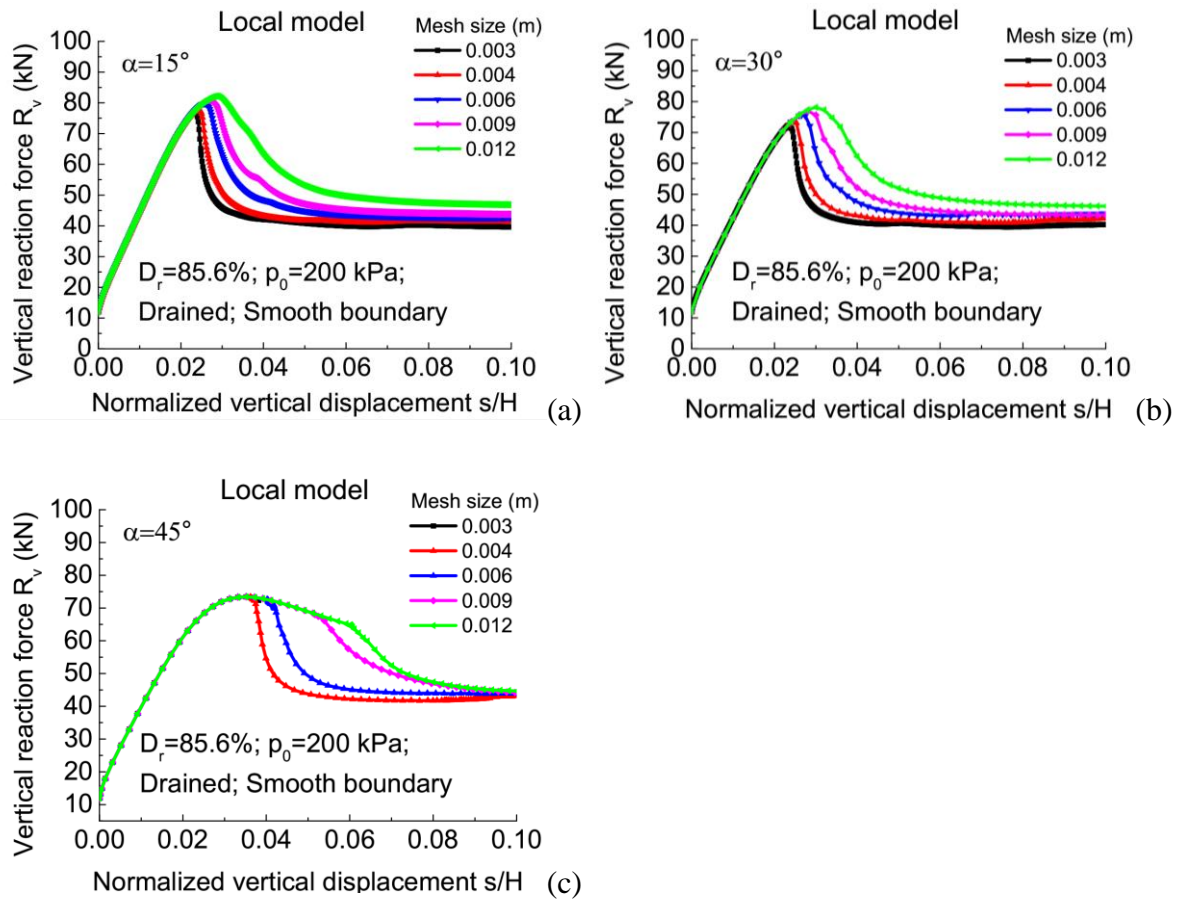 Local model
Mesh size (m)
0.003
0.004
0.006
0.009
0.012
α=15°
Vertical reaction force R_v (kN)
100
90
80
70
60
50
40
30
20
10
0
D_r=85.6%; p_0=200 kPa;
Drained; Smooth boundary
0.00 0.02 0.04 0.06 0.08 0.10
Normalized vertical displacement s/H
(a)
Local model
Mesh size (m)
0.003
0.004
0.006
0.009
0.012
α=30°
Vertical reaction force R_v (kN)
100
90
80
70
60
50
40
30
20
10
0
D_r=85.6%; p_0=200 kPa;
Drained; Smooth boundary
0.00 0.02 0.04 0.06 0.08 0.10
Normalized vertical displacement s/H
(b)
Local model
Mesh size (m)
0.003
0.004
0.006
0.009
0.012
α=45°
Vertical reaction force R_v (kN)
100
90
80
70
60
50
40
30
20
10
D_r=85.6%; p_0=200 kPa;
Drained; Smooth boundary
0.00 0.02 0.04 0.06 0.08 0.10
Normalized vertical displacement s/H
(c)